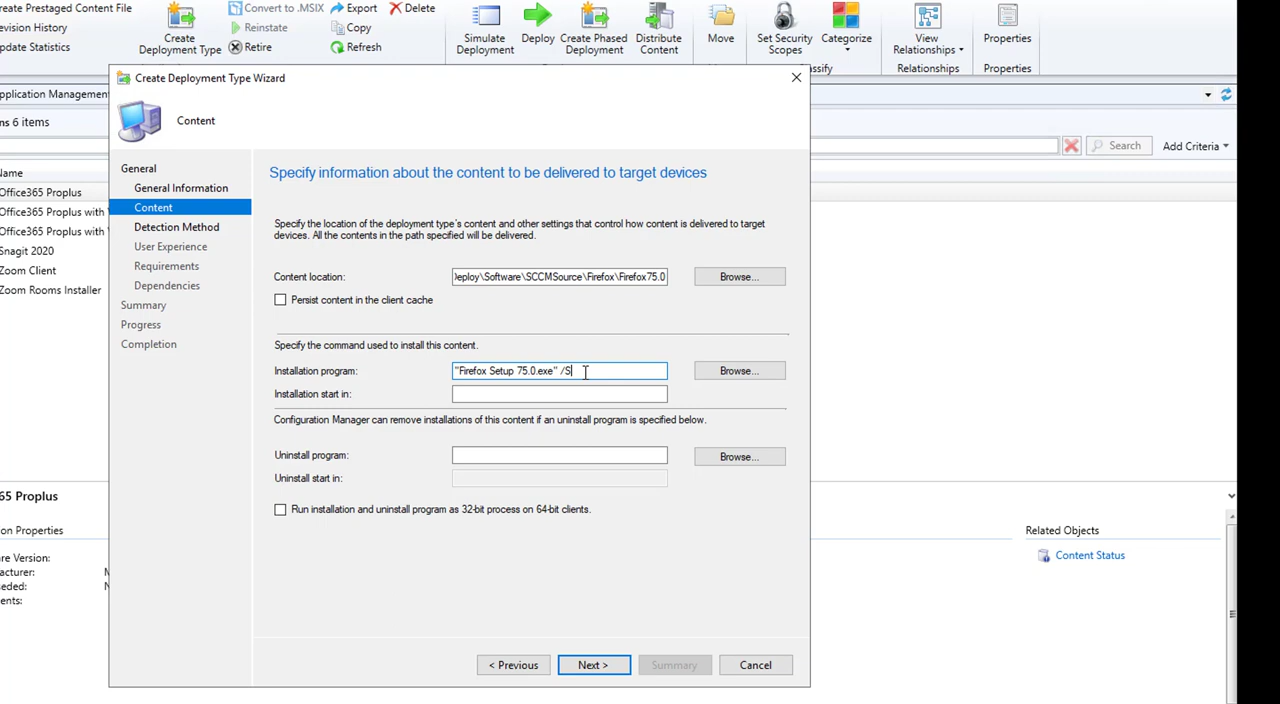 reate Prestaged Content File
evision History
pdate Statistics
Create
Deployment Type
Convert to .MSIX
Reinstate
Retire
Export
Copy
Refresh
Delete
Simulate
Deployment
Deploy
Create Phased
Deployment
Distribute
Content
Move
Set Security
Scopes
Categorize
View
Relationships
Properties
Move
ssify
Relationships
Properties
pplication Management
ns 6 items
Search
Add Criteria
ame
Office365 Proplus
Office365 Proplus with
Office365 Proplus with
Snagit 2020
Zoom Client
Zoom Rooms Installer
Create Deployment Type Wizard
Content
General
General Information
Content
Detection Method
User Experience
Requirements
Dependencies
Summary
Progress
Completion
Specify information about the content to be delivered to target devices
Specify the location of the deployment type's content and other settings that control how content is delivered to target
devices. All the contents in the path specified will be delivered.
Content location:
Deploy\Software\SCCMSource\Firefox\Firefox75.0
Browse...
Persist content in the client cache
Specify the command used to install this content.
Installation program:
"Firefox Setup 75.0.exe" /S
Browse...
Installation start in:
Configuration Manager can remove installations of this content if an uninstall program is specified below.
Uninstall program:
Browse...
Uninstall start in:
Run installation and uninstall program as 32-bit process on 64-bit clients.
< Previous
Next >
Summary
Cancel
65 Proplus
on Properties
re Version:
acturer:
eeded:
ents:
Related Objects
Content Status